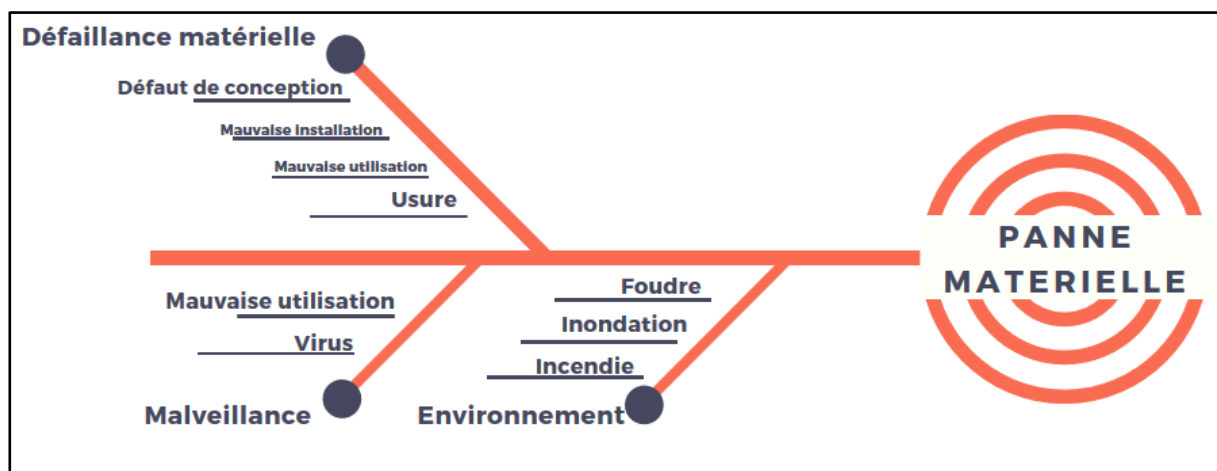 Défaillance matérielle
Défaut de conception
Mauvaise installation
Mauvaise utilisation
Usure
PANNE
MATERIELLE
Mauvaise utilisation
Virus
Malveillance
Foudre
Inondation
Incendie
Environnement